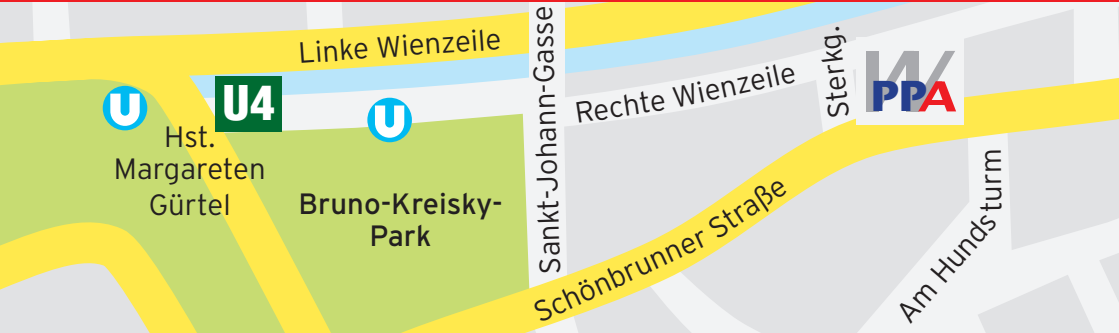 Linke Wienzeile
Sankt-Johann-Gasse
Sterkg.
W
PPA
Rechte Wienzeile
U
U4
U
Hst.
Margareten
Gürtel
Bruno-Kreisky-
Park
Schönbrunner Straße
Am Hundsturm